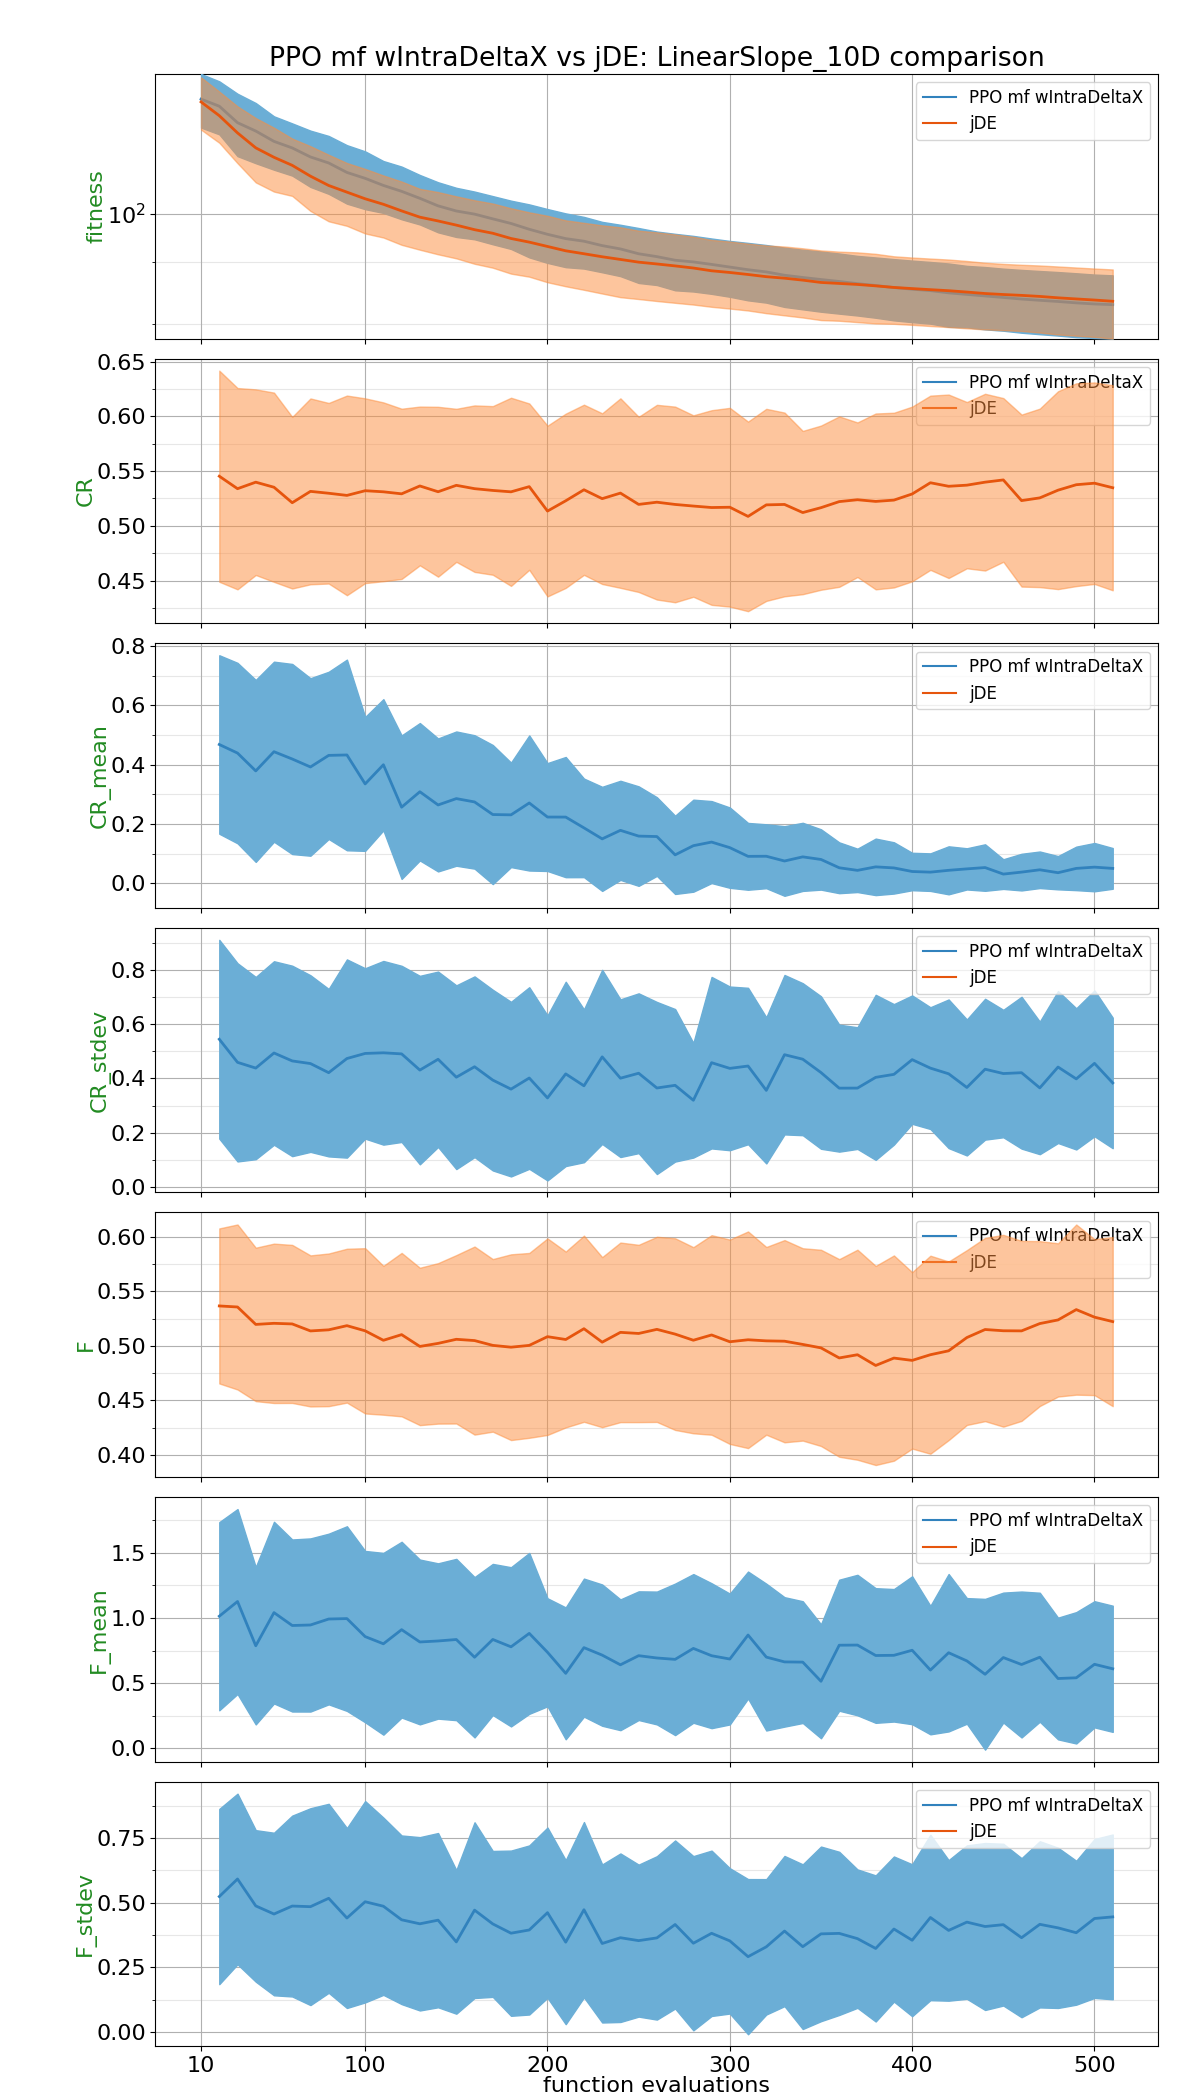 PPO mf wIntraDeltaX vs jDE: LinearSlope_10D comparison
fitness
10²
PPO mf wIntraDeltaX
jDE
CR
0.65
0.60
0.55
0.50
0.45
PPO mf wIntraDeltaX
jDE
CR_mean
0.8
0.6
0.4
0.2
0.0
PPO mf wIntraDeltaX
jDE
CR_stdev
0.8
0.6
0.4
0.2
0.0
PPO mf wIntraDeltaX
jDE
F
0.60
0.55
0.50
0.45
0.40
PPO mf wIntraDeltaX
jDE
F_mean
1.5
1.0
0.5
0.0
PPO mf wIntraDeltaX
jDE
F_stdev
0.75
0.50
0.25
0.00
PPO mf wIntraDeltaX
jDE
10 100 200 300 400 500
function evaluations